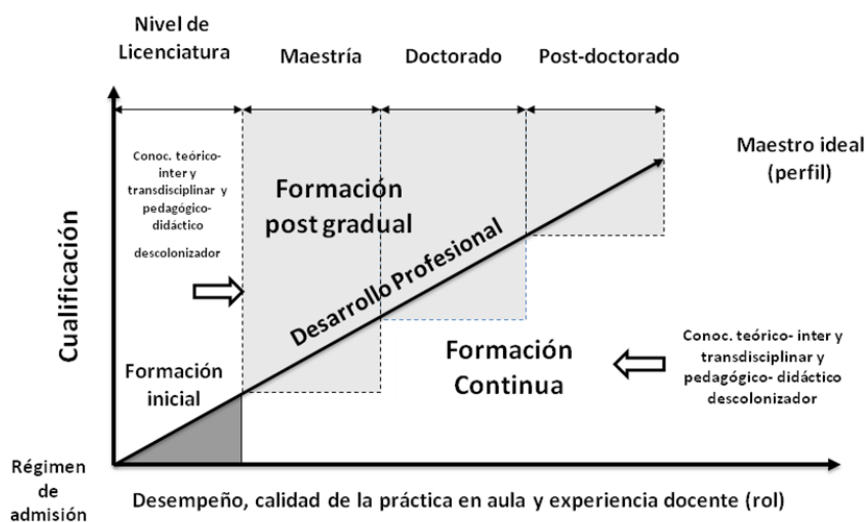 Nivel de
Licenciatura
Maestría
Doctorado
Post-doctorado
Conoc. teórico-
inter y
transdisciplinar y
pedagógico-
didáctico
descolonizador
Formación
post gradual
Maestro ideal
(perfil)
Cualificación
Desarrollo Profesional
Formación
inicial
Formación
Continua
Conoc. teórico- inter y
transdisciplinar y
pedagógico- didáctico
descolonizador
Régimen
de
admisión
Desempeño, calidad de la práctica en aula y experiencia docente (rol)